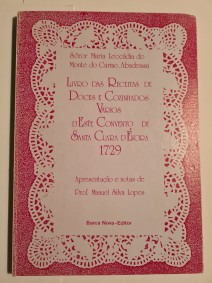 Sóror Maria Leocádia do
Monte do Carmo Abadessa
LIVRO DAS RECEITAS DE
DOCES E COZINHADOS
VÁRIOS
D'ESTE CONVENTO DE
SANTA CLARA D'ÉVORA
1729
Apresentação e notas de
Prof. Manuel Silva Lopes
Barca Nova-Editor